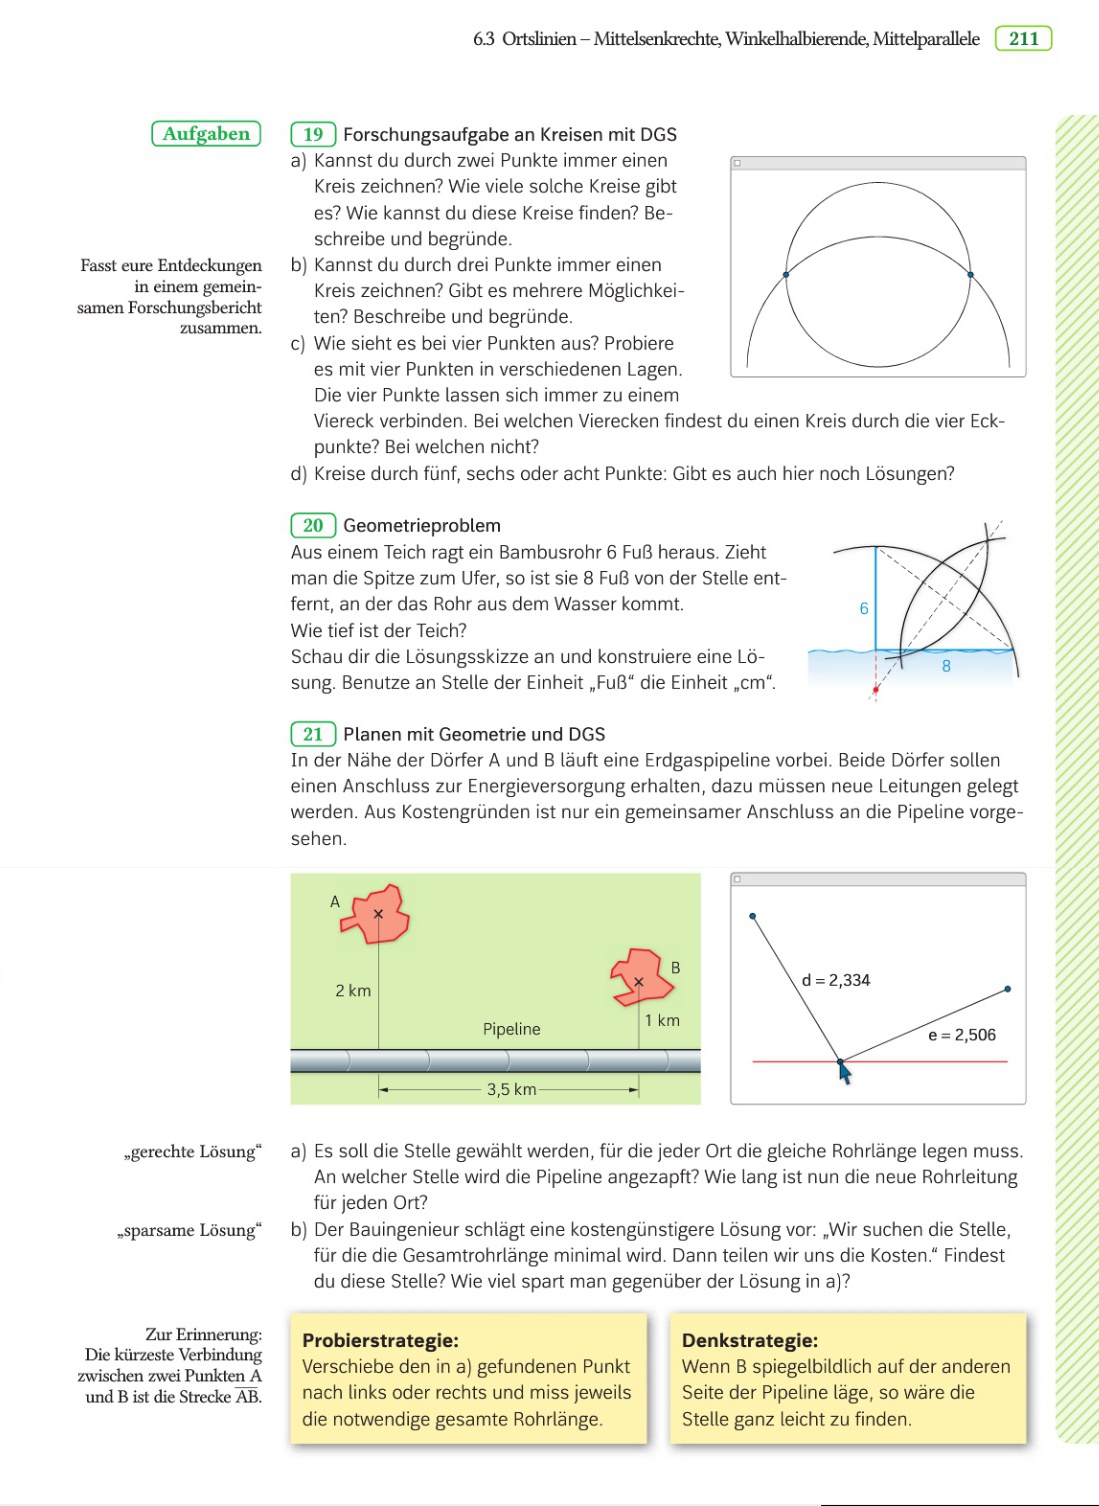 6.3 Ortslinien – Mittelsenkrechte, Winkelhalbierende, Mittelparallele 211
Aufgaben
19 Forschungsaufgabe an Kreisen mit DGS
a) Kannst du durch zwei Punkte immer einen
Kreis zeichnen? Wie viele solche Kreise gibt
es? Wie kannst du diese Kreise finden? Be-
schreibe und begründe.
Fasst eure Entdeckungen
in einem gemein-
samen Forschungsbericht
zusammen.
b) Kannst du durch drei Punkte immer einen
Kreis zeichnen? Gibt es mehrere Möglichkei-
ten? Beschreibe und begründe.
c) Wie sieht es bei vier Punkten aus? Probiere
es mit vier Punkten in verschiedenen Lagen.
Die vier Punkte lassen sich immer zu einem
Viereck verbinden. Bei welchen Vierecken findest du einen Kreis durch die vier Eck-
punkte? Bei welchen nicht?
d) Kreise durch fünf, sechs oder acht Punkte: Gibt es auch hier noch Lösungen?
20 Geometrieproblem
Aus einem Teich ragt ein Bambusrohr 6 Fuß heraus. Zieht
man die Spitze zum Ufer, so ist sie 8 Fuß von der Stelle ent-
fernt, an der das Rohr aus dem Wasser kommt.
Wie tief ist der Teich?
Schau dir die Lösungsskizze an und konstruiere eine Lö-
sung. Benutze an Stelle der Einheit „Fuß“ die Einheit „cm“.
6
8
21 Planen mit Geometrie und DGS
In der Nähe der Dörfer A und B läuft eine Erdgaspipeline vorbei. Beide Dörfer sollen
einen Anschluss zur Energieversorgung erhalten, dazu müssen neue Leitungen gelegt
werden. Aus Kostengründen ist nur ein gemeinsamer Anschluss an die Pipeline vorge-
sehen.
A
B
2 km
1 km
Pipeline
3,5 km
d = 2,334
e = 2,506
„gerechte Lösung“
a) Es soll die Stelle gewählt werden, für die jeder Ort die gleiche Rohrlänge legen muss.
An welcher Stelle wird die Pipeline angezapft? Wie lang ist nun die neue Rohrleitung
für jeden Ort?
„sparsame Lösung“
b) Der Bauingenieur schlägt eine kostengünstigere Lösung vor: „Wir suchen die Stelle,
für die die Gesamtrohrlänge minimal wird. Dann teilen wir uns die Kosten.“ Findest
du diese Stelle? Wie viel spart man gegenüber der Lösung in a)?
Zur Erinnerung:
Die kürzeste Verbindung
zwischen zwei Punkten A
und B ist die Strecke A͞B.
Probierstrategie:
Verschiebe den in a) gefundenen Punkt
nach links oder rechts und miss jeweils
die notwendige gesamte Rohrlänge.
Denkstrategie:
Wenn B spiegelbildlich auf der anderen
Seite der Pipeline läge, so wäre die
Stelle ganz leicht zu finden.